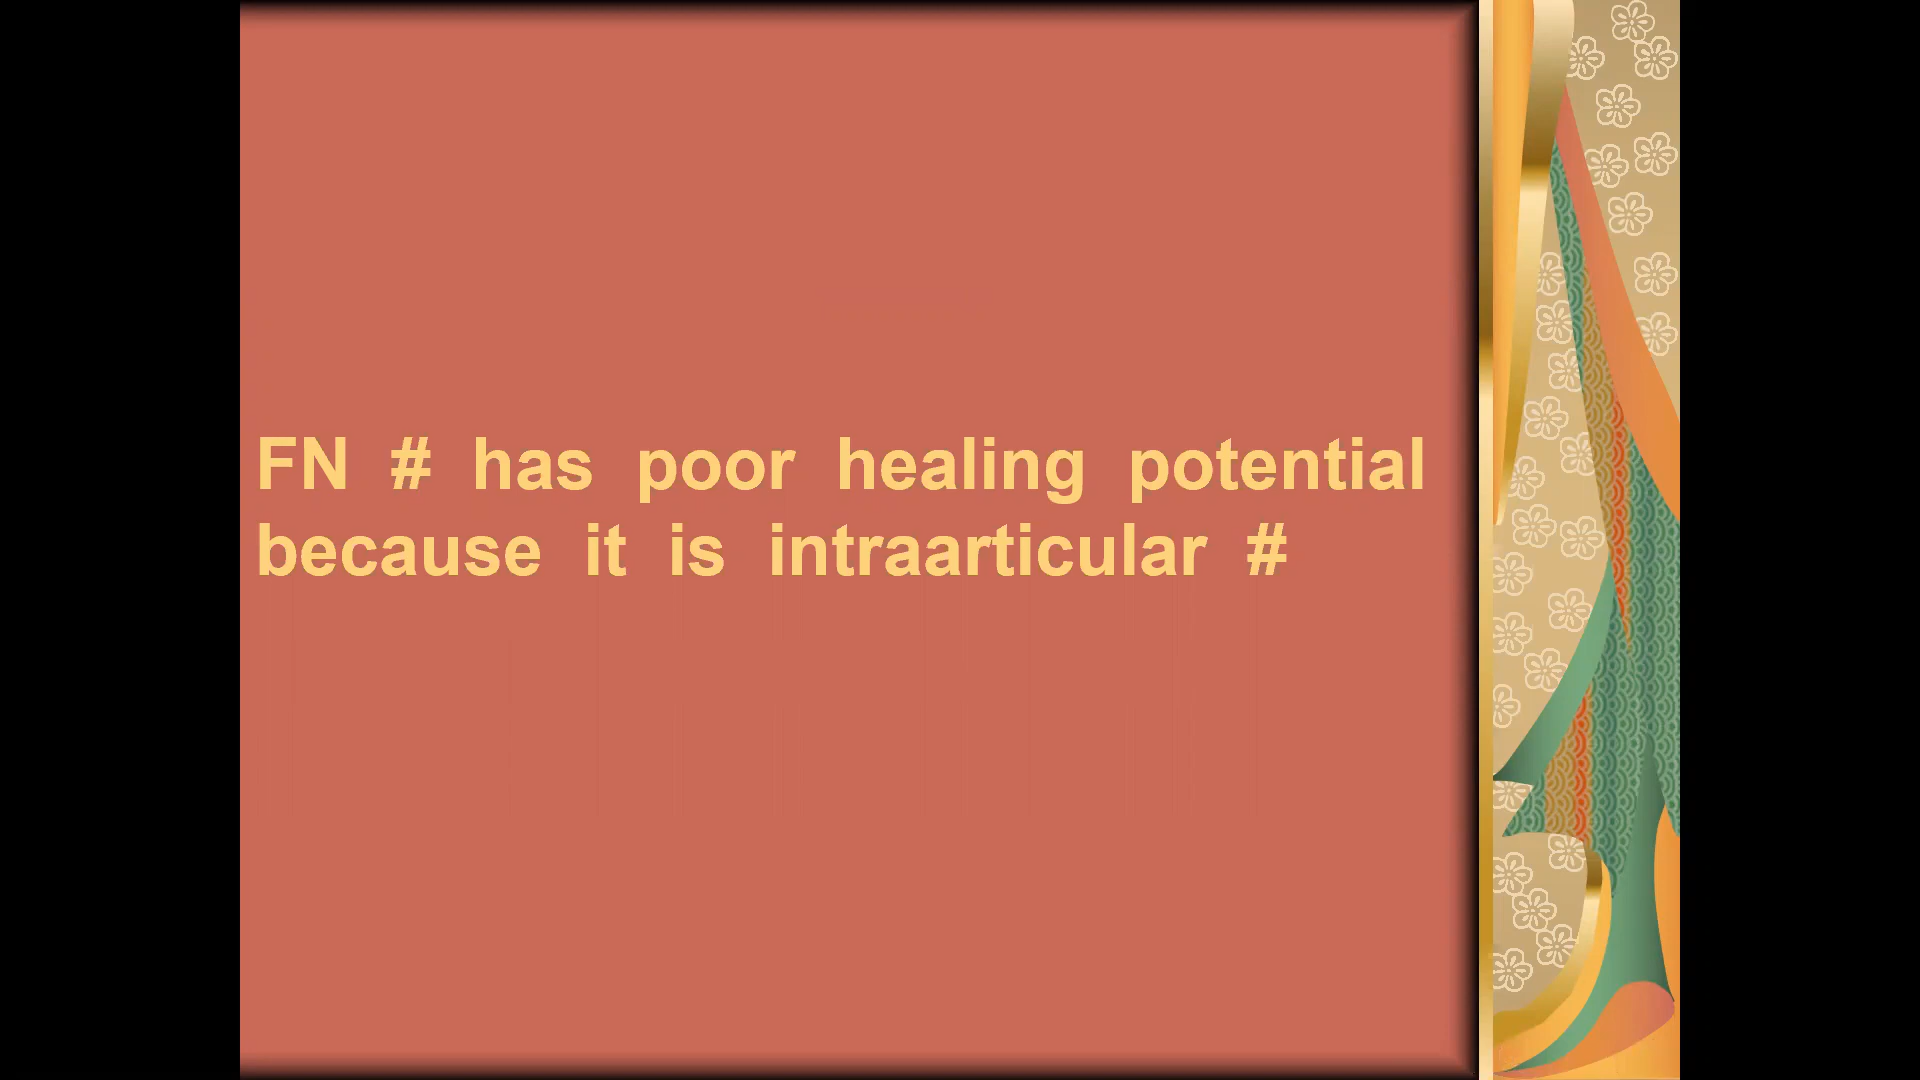 FN # has poor healing potential
because it is intraarticular #